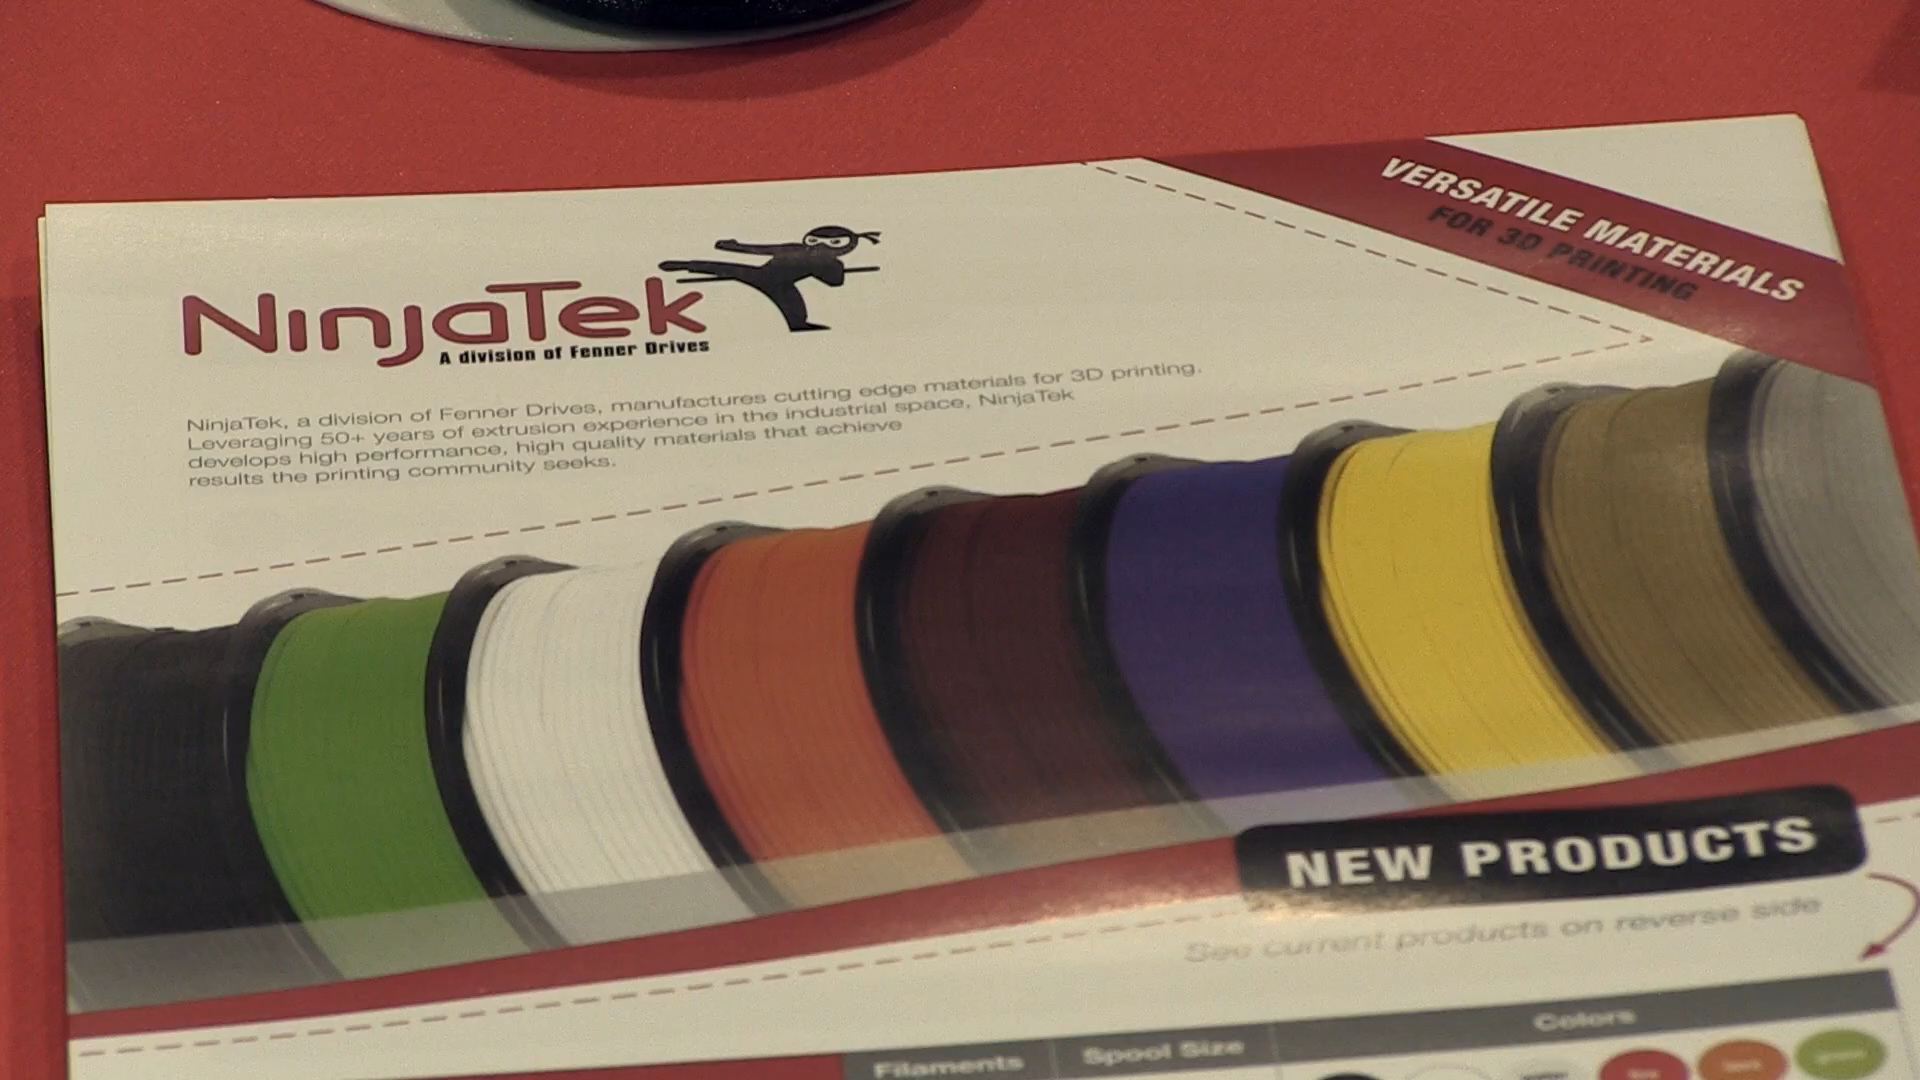 VERSATILE MATERIALS
FOR 3D PRINTING
NinjaTek
A division of Fenner Drives
NinjaTek, a division of Fenner Drives, manufactures cutting edge materials for 3D printing.
Leveraging 50+ years of extrusion experience in the industrial space, NinjaTek
develops high performance, high quality materials that achieve
results the printing community seeks.
NEW PRODUCTS
See current products on reverse side
Filaments Spool Size Colors